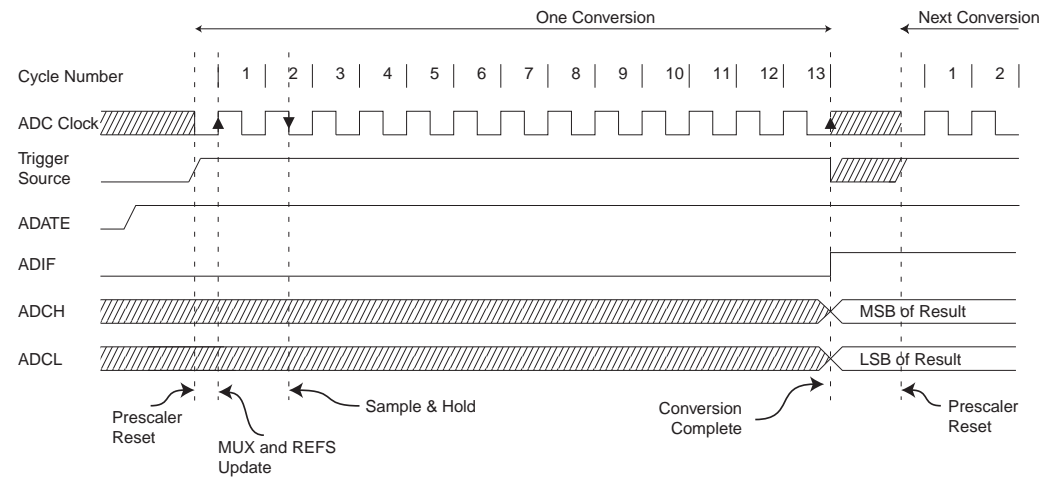 One Conversion
Next Conversion
Cycle Number
1 2 3 4 5 6 7 8 9 10 11 12 13 1 2
ADC Clock
Trigger
Source
ADATE
ADIF
ADCH
MSB of Result
ADCL
LSB of Result
Prescaler
Reset
MUX and REFS
Update
Sample & Hold
Conversion
Complete
Prescaler
Reset